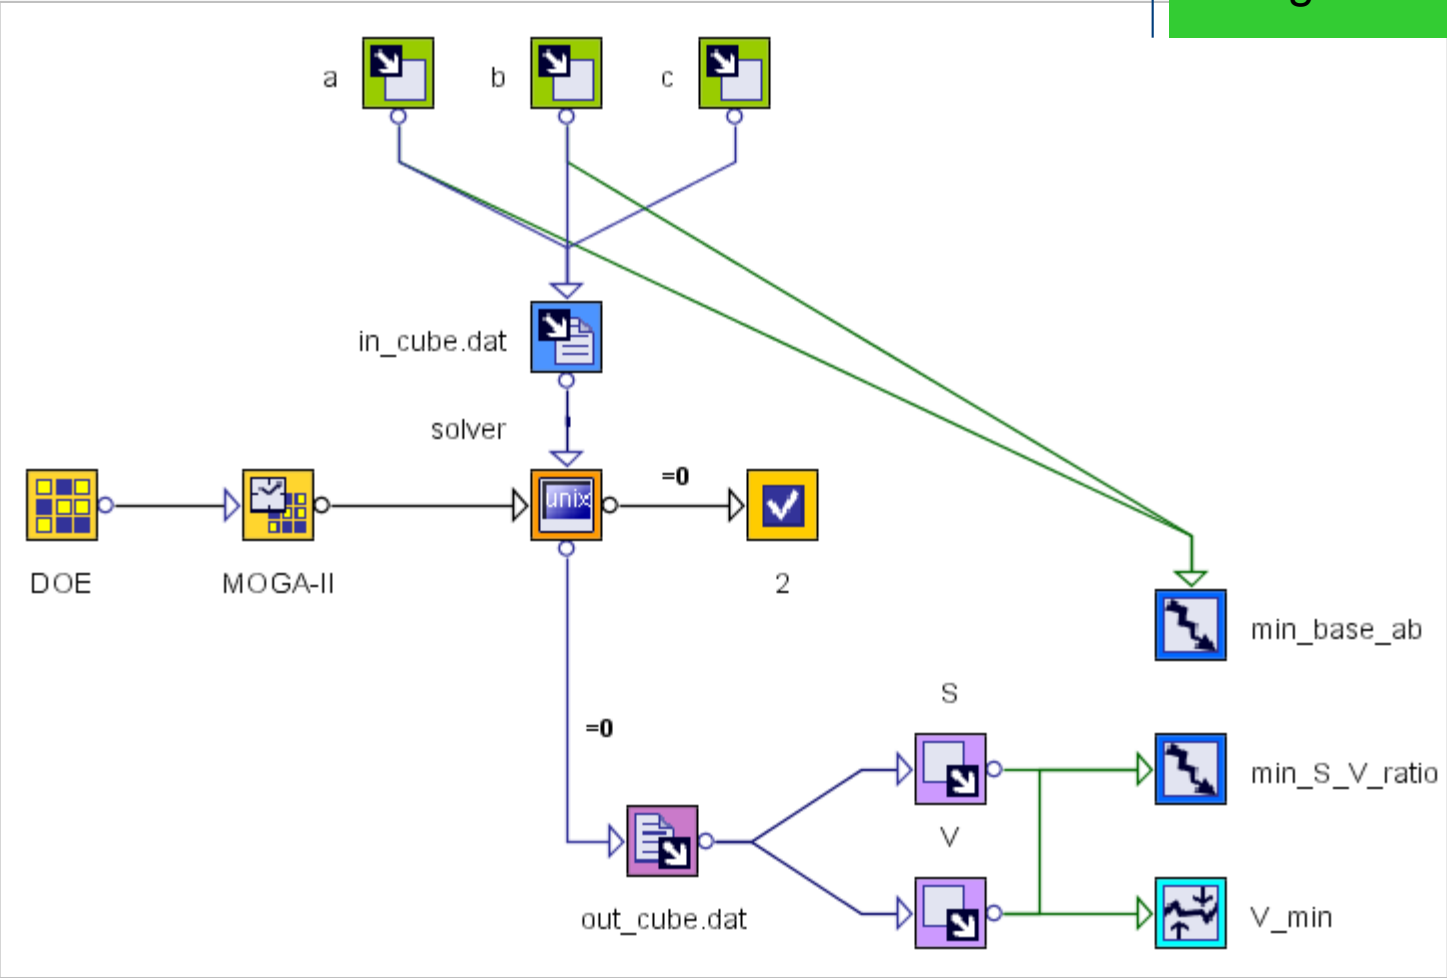 a
b
c
in_cube.dat
solver
unix
=0
DOE
MOGA-II
2
min_base_ab
S
=0
min_S_V_ratio
V
out_cube.dat
V_min